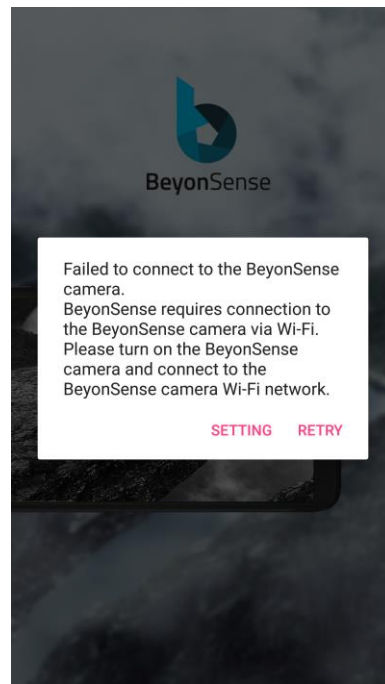 BeyonSense
Failed to connect to the BeyonSense
camera.
BeyonSense requires connection to
the BeyonSense camera via Wi-Fi.
Please turn on the BeyonSense
camera and connect to the
BeyonSense camera Wi-Fi network.
SETTING RETRY